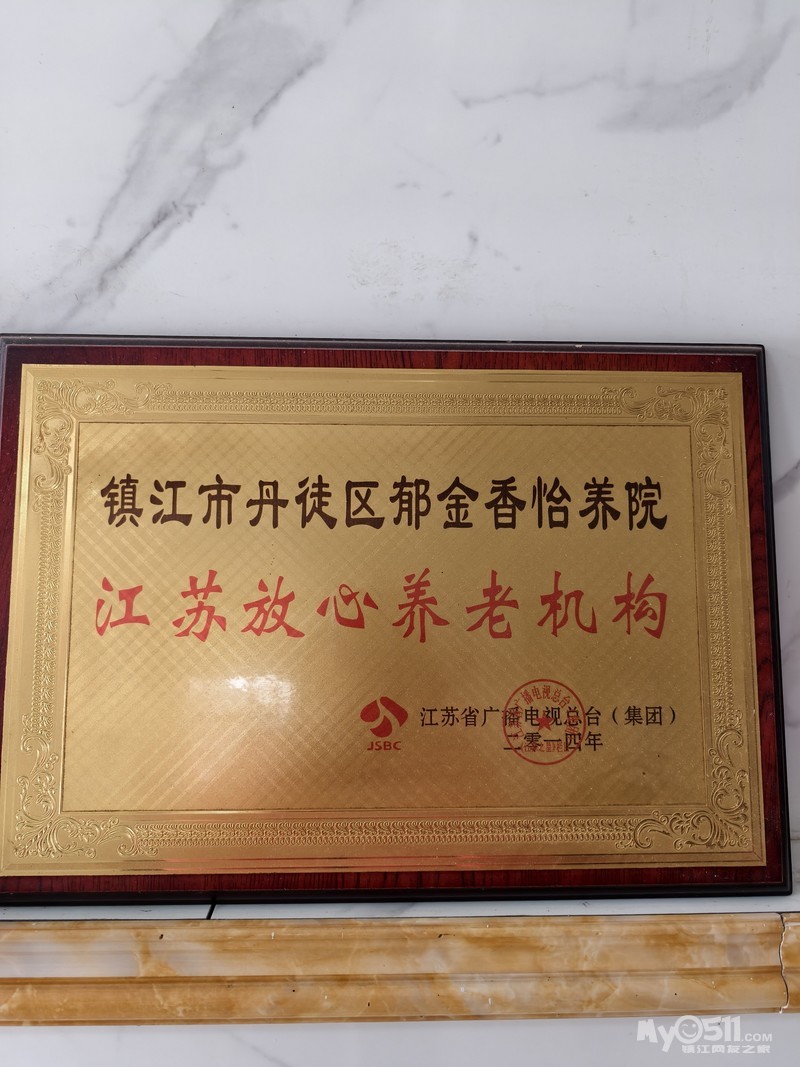 镇江市丹徒区郁金香怡养院
江苏放心养老机构
JSBC
江苏省广播电视总台（集团）
二零一四年
My0511.COM
镇江网友之家